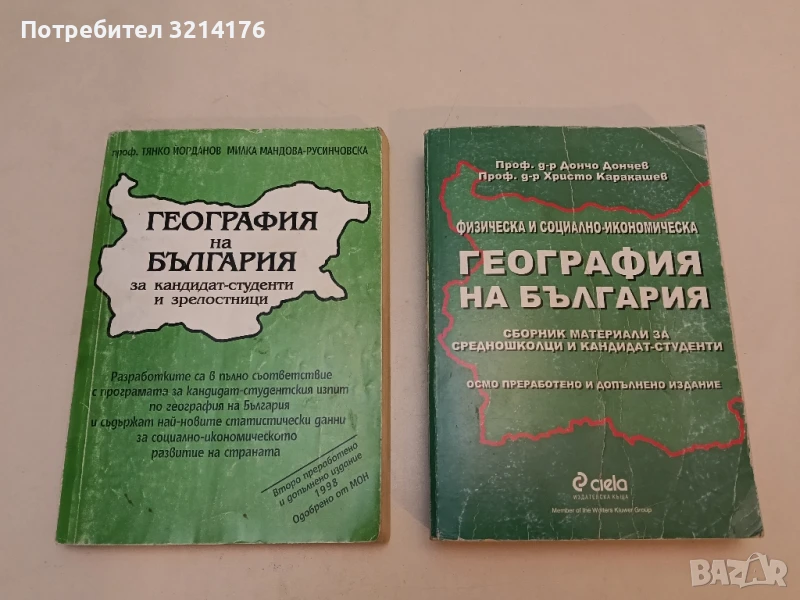 Потребител 3214176
проф. ТЯНКО ЙОРДАНОВ МИЛКА МАНДОВА-РУСИНЧОВСКА
ГЕОГРАФИЯ
на
БЪЛГАРИЯ
за кандидат-студенти
и зрелостници
Разработките са в пълно съответствие
с програмата за кандидат-студентския изпит
по география на България
и съдържат най-новите статистически данни
за социално-икономическото
развитие на страната
Второ преработено
и допълнено издание
1998
Одобрено от МОН
Проф. д-р Дончо Дончев
Проф. д-р Христо Каракашев
ФИЗИЧЕСКА И СОЦИАЛНО-ИКОНОМИЧЕСКА
ГЕОГРАФИЯ
НА БЪЛГАРИЯ
СБОРНИК МАТЕРИАЛИ ЗА
СРЕДНОШКОЛЦИ И КАНДИДАТ-СТУДЕНТИ
ОСМО ПРЕРАБОТЕНО И ДОПЪЛНЕНО ИЗДАНИЕ
ciela
ИЗДАТЕЛСКА КЪЩА
Member of the Wolters Kluwer Group
BAZAR